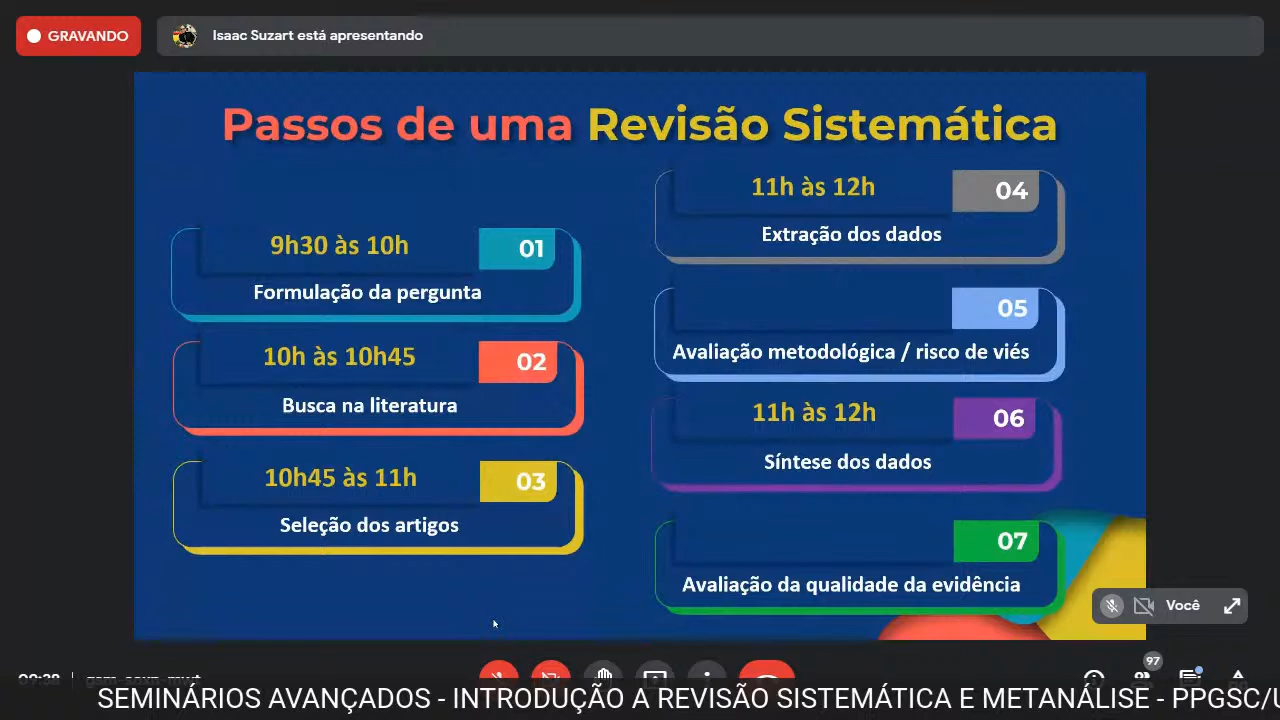 GRAVANDO
Isaac Suzart está apresentando
Passos de uma Revisão Sistemática
9h30 às 10h
01
Formulação da pergunta
10h às 10h45
02
Busca na literatura
10h45 às 11h
03
Seleção dos artigos
11h às 12h
04
Extração dos dados
05
Avaliação metodológica / risco de viés
11h às 12h
06
Síntese dos dados
07
Avaliação da qualidade da evidência
Você
97
SEMINÁRIOS AVANÇADOS - INTRODUÇÃO A REVISÃO SISTEMÁTICA E METANÁLISE - PPGSC/